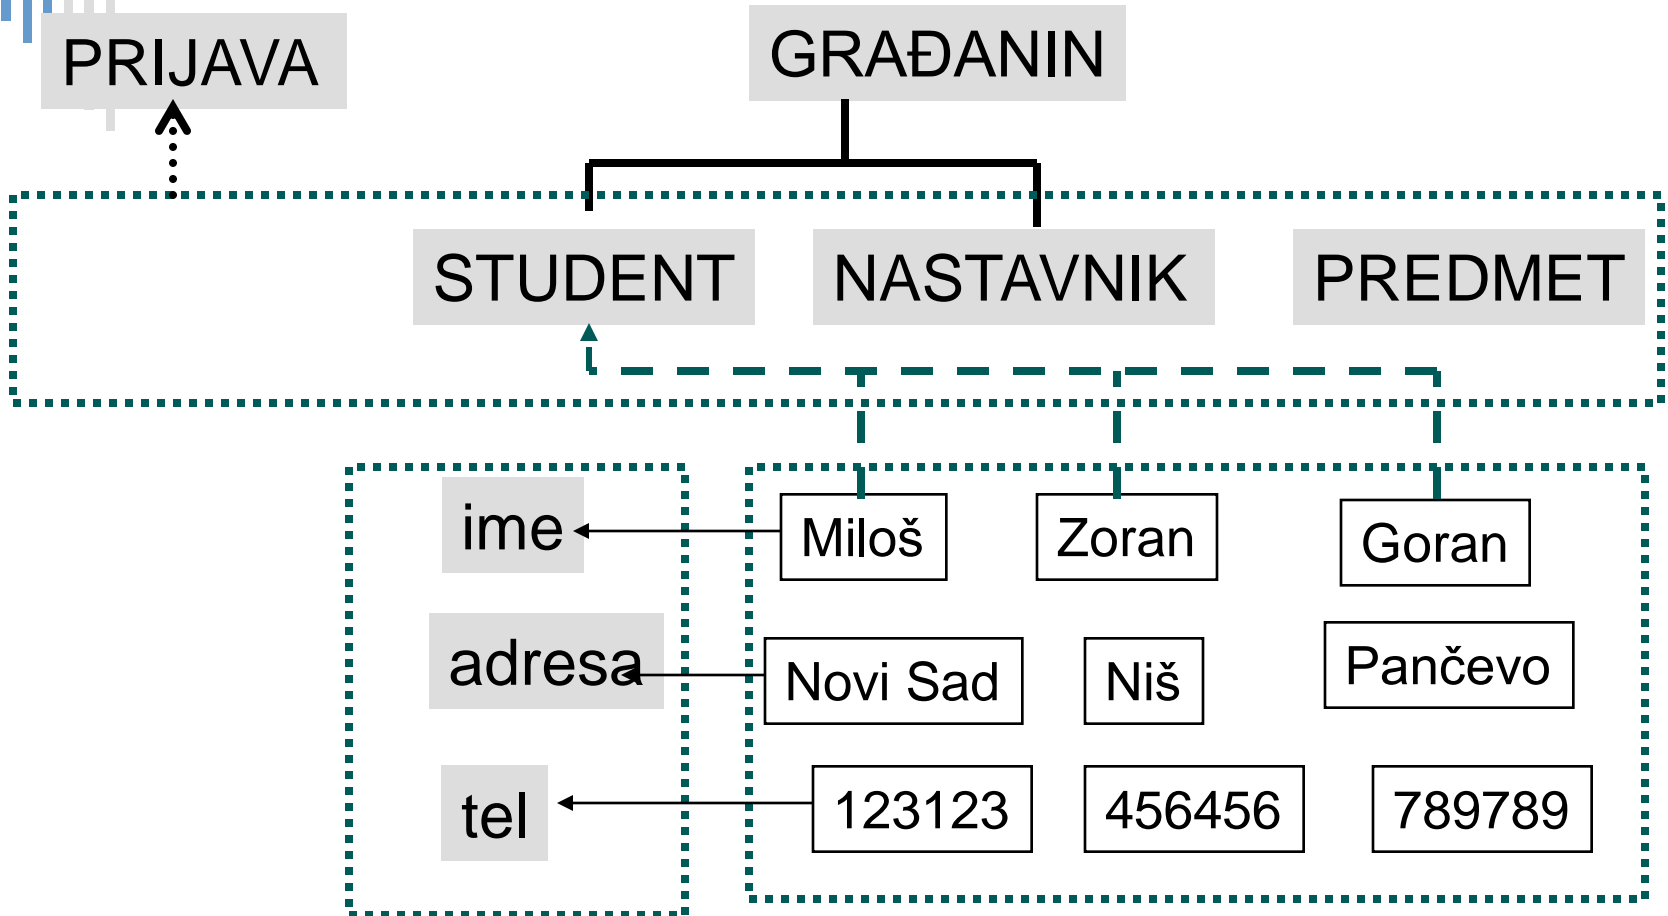 PRIJAVA
GRAĐANIN
STUDENT
NASTAVNIK
PREDMET
ime
Miloš
Zoran
Goran
adresa
Novi Sad
Niš
Pančevo
tel
123123
456456
789789